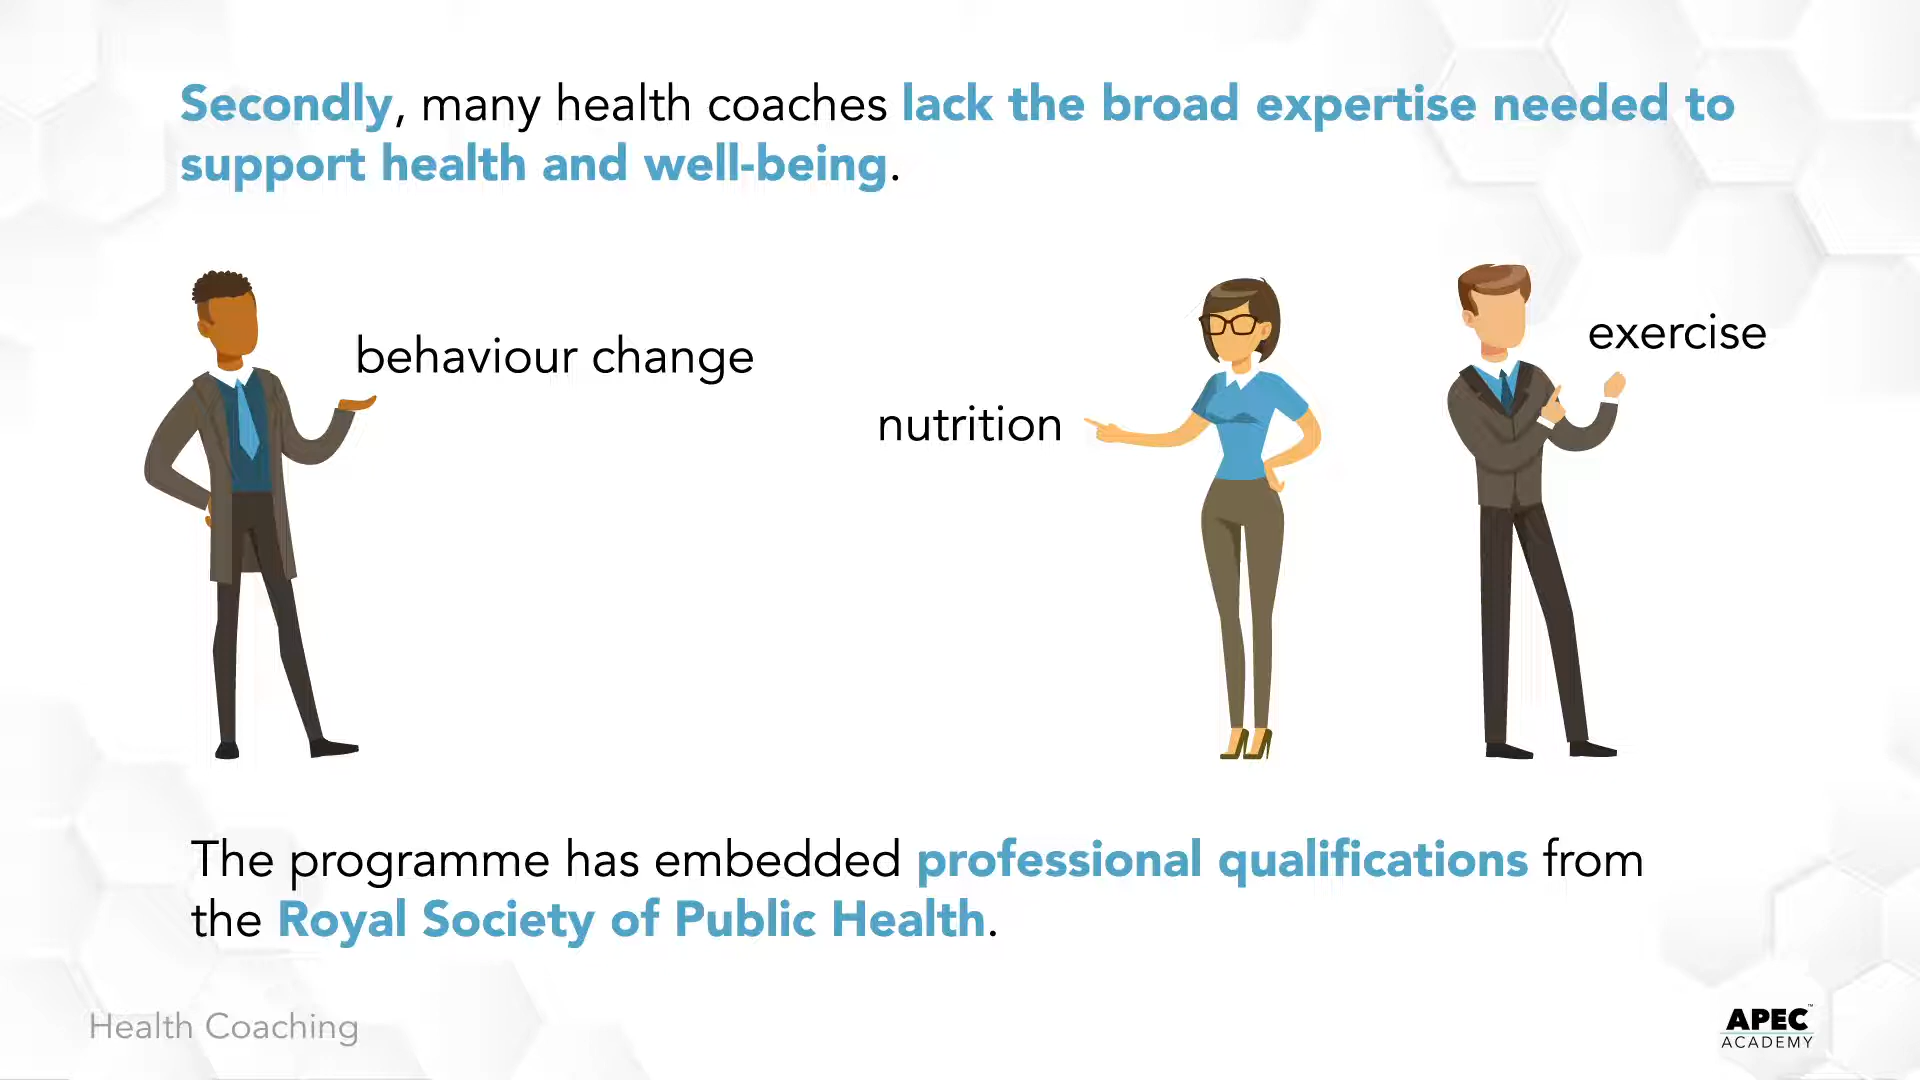 Secondly, many health coaches lack the broad expertise needed to
support health and well-being.
behaviour change
nutrition
exercise
The programme has embedded professional qualifications from
the Royal Society of Public Health.
Health Coaching
APEC™
ACADEMY